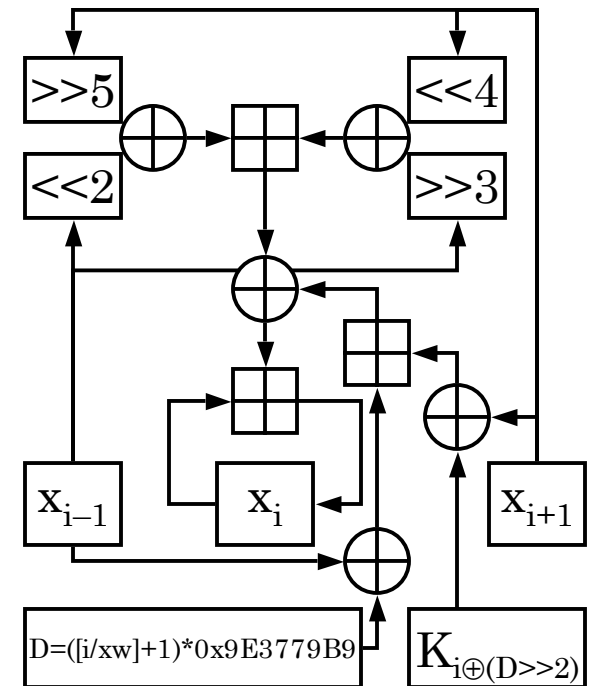 >>5
<<4
<<2
>>3
x_{i–1}
x_i
x_{i+1}
D=([i/xw]+1)*0x9E3779B9
K_{i⊕(D>>2)}